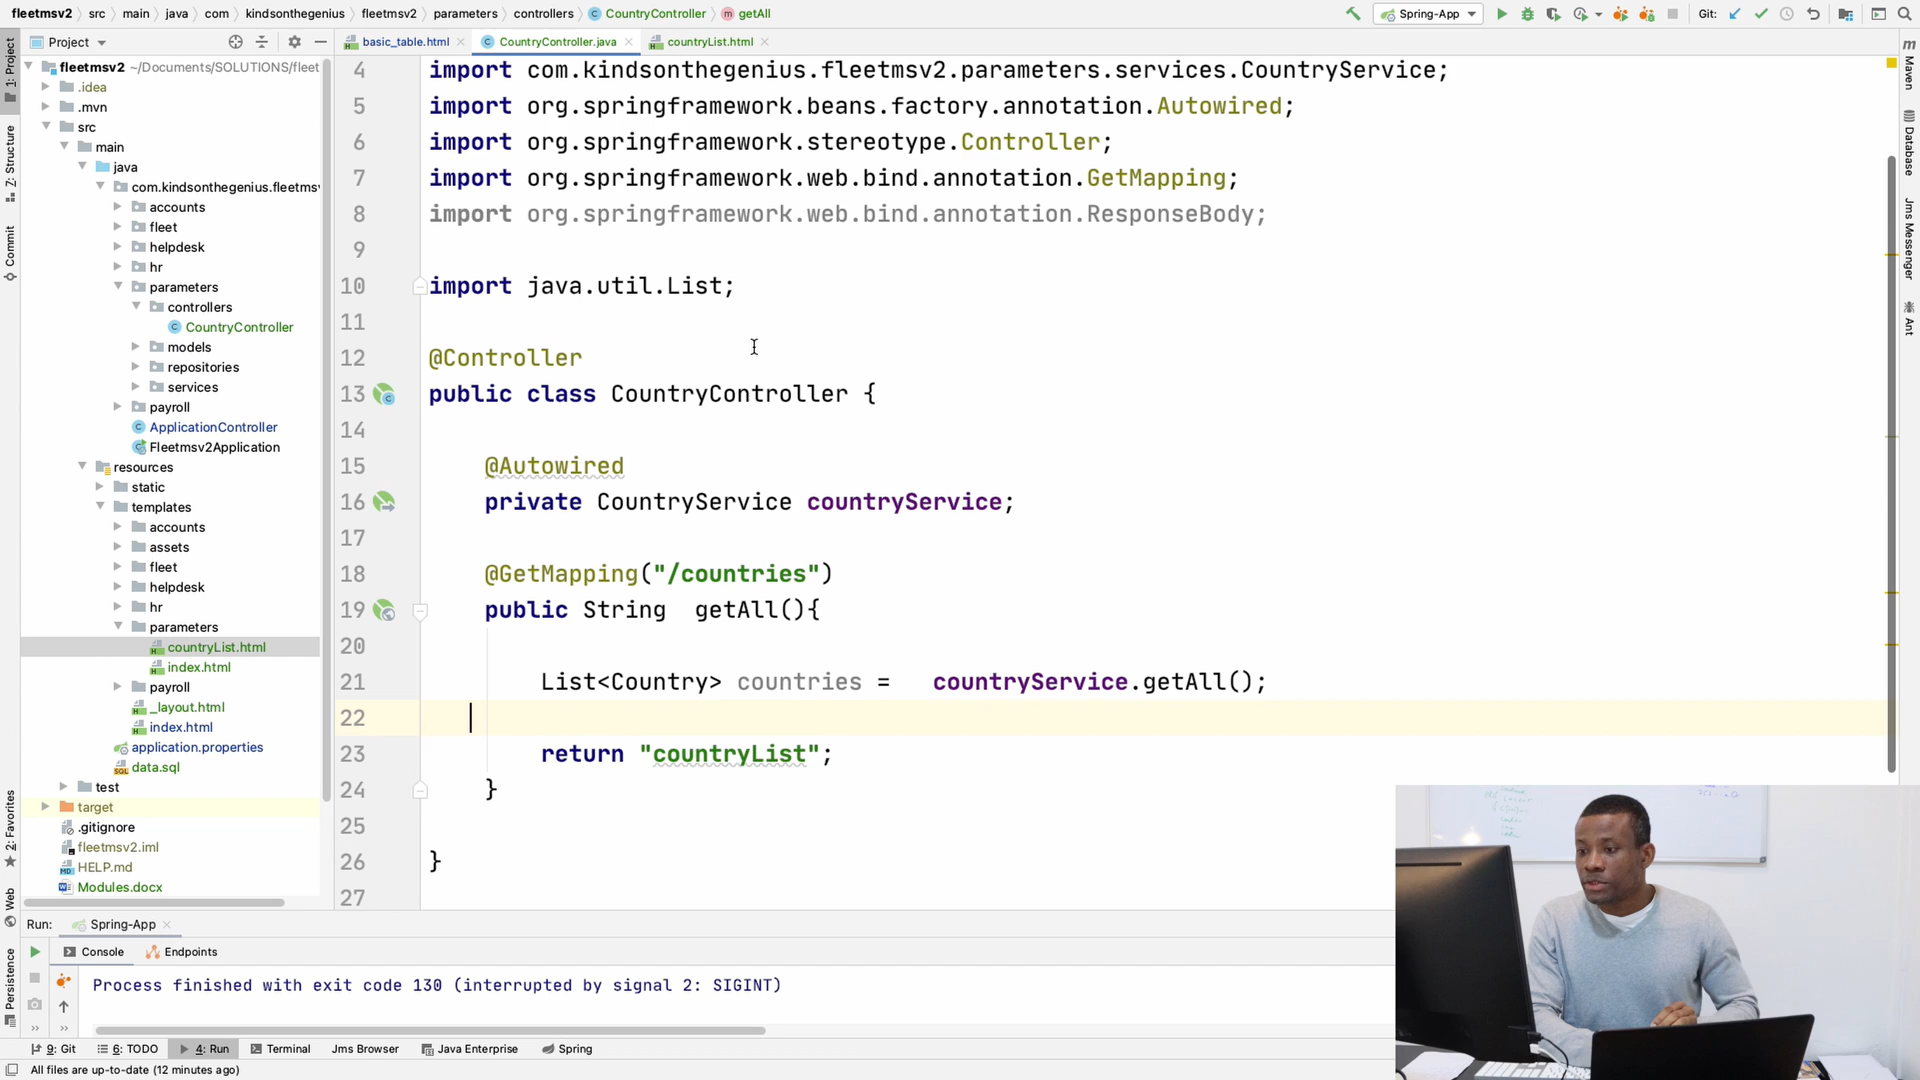 fleetmsv2 src main java com kindsonthegenius fleetmsv2 parameters controllers CountryController getAll
Spring-App
Git:
Project
basic_table.html
CountryController.java
countryList.html
1: Project
Z: Structure
Commit
2: Favorites
Web
Persistence
fleetmsv2 ~/Documents/SOLUTIONS/fleet
.idea
.mvn
src
main
java
com.kindsonthegenius.fleetms
accounts
fleet
helpdesk
hr
parameters
controllers
CountryController
models
repositories
services
payroll
ApplicationController
Fleetmsv2Application
resources
static
templates
accounts
assets
fleet
helpdesk
hr
parameters
countryList.html
index.html
payroll
_layout.html
index.html
application.properties
data.sql
test
target
.gitignore
fleetmsv2.iml
HELP.md
Modules.docx
4 import com.kindsonthegenius.fleetmsv2.parameters.services.CountryService;
5 import org.springframework.beans.factory.annotation.Autowired;
6 import org.springframework.stereotype.Controller;
7 import org.springframework.web.bind.annotation.GetMapping;
8 import org.springframework.web.bind.annotation.ResponseBody;
9
10 import java.util.List;
11
12 @Controller
13 public class CountryController {
14
15 @Autowired
16 private CountryService countryService;
17
18 @GetMapping("/countries")
19 public String getAll(){
20
21 List<Country> countries = countryService.getAll();
22
23 return "countryList";
24 }
25
26 }
27
Maven
Database
Jms Messenger
Ant
Run: Spring-App
Console Endpoints
Process finished with exit code 130 (interrupted by signal 2: SIGINT)
9: Git 6: TODO 4: Run Terminal Jms Browser Java Enterprise Spring
All files are up-to-date (12 minutes ago)